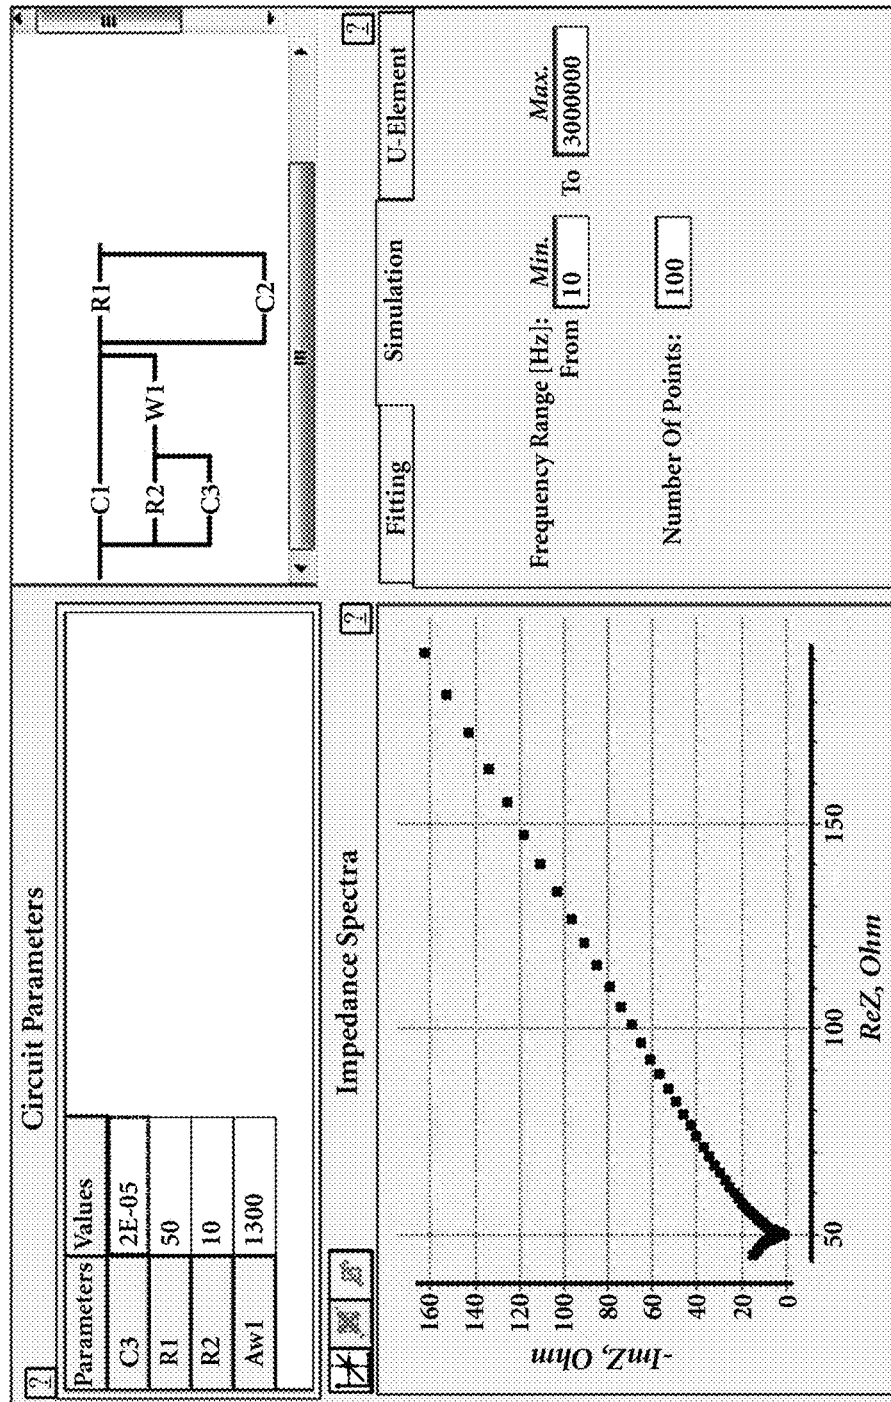 ?
Circuit Parameters
Parameters Values
C3 2E-05
R1 50
R2 10
Aw1 1300
C1
R1
R2
W1
C3
C2
Impedance Spectra
?
-ImZ, Ohm
160
140
120
100
80
60
40
20
0
50 100 150
ReZ, Ohm
?
Fitting Simulation U-Element
Frequency Range [Hz]: Min. Max.
From 10 To 3000000
Number Of Points: 100